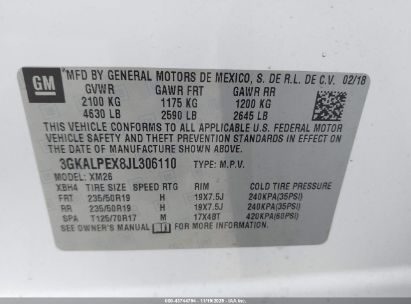 GM
*MFD BY GENERAL MOTORS DE MEXICO, S. DE R.L. DE C.V. 02/18
GVWR GAWR FRT GAWR RR
2100 KG 1175 KG 1200 KG
4630 LB 2590 LB 2645 LB
THIS VEHICLE CONFORMS TO ALL APPLICABLE U.S. FEDERAL MOTOR
VEHICLE SAFETY AND THEFT PREVENTION STANDARDS IN EFFECT ON
THE DATE OF MANUFACTURE SHOWN ABOVE.
3GKALPEX8JL306110 TYPE: M.P.V.
MODEL: XM26
XBH4 TIRE SIZE SPEED RTG RIM COLD TIRE PRESSURE
FRT 235/50R19 H 19X7.5J 240KPA(35PSI)
RR 235/50R19 H 19X7.5J 240KPA(35PSI)
SPA T125/70R17 M 17X4BT 420KPA(60PSI)
SEE OWNER'S MANUAL FOR ADDITIONAL INFORMATION.